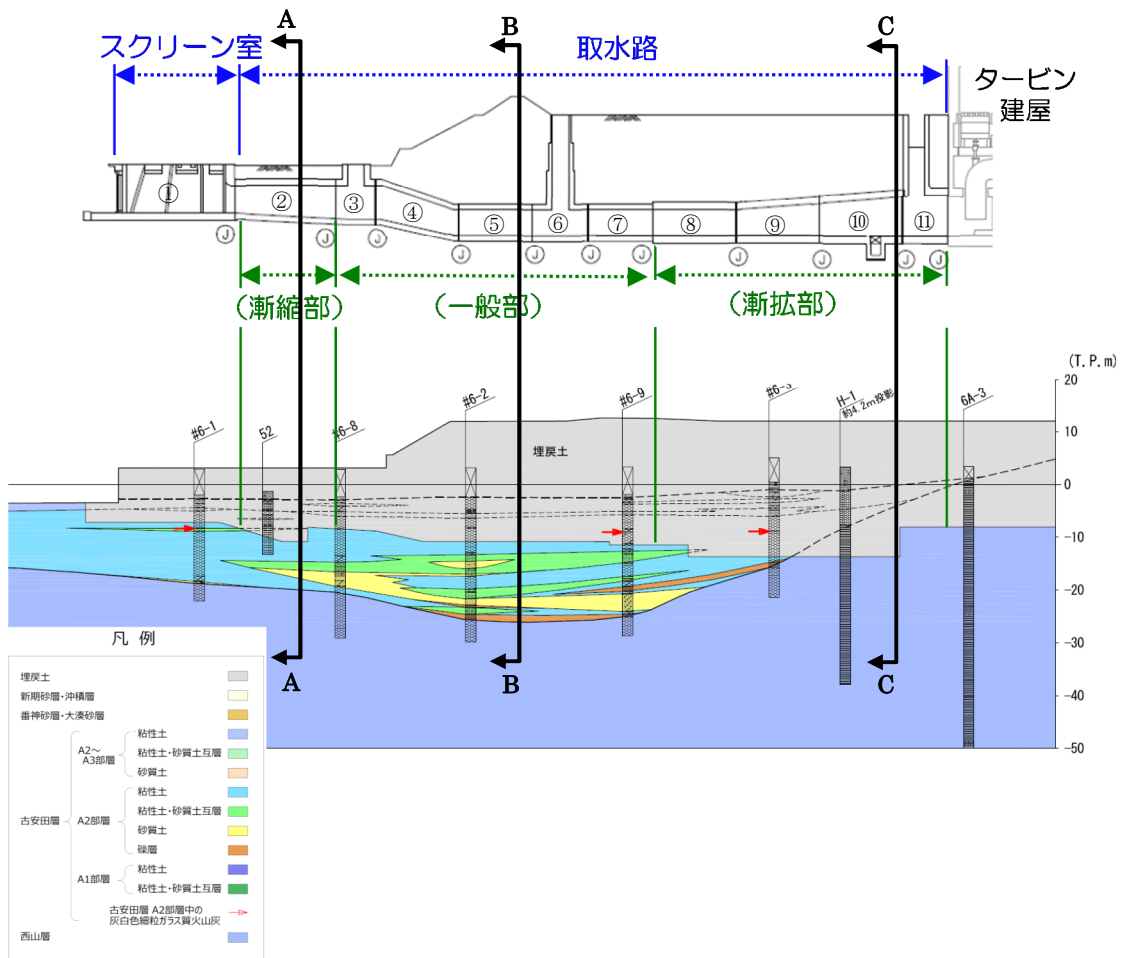 A
B
C
スクリーン室
取水路
タービン
建屋
①
②
③
④
⑤
⑥
⑦
⑧
⑨
⑩
⑪
J
J
J
J
J
J
J
J
J
J
(漸縮部)
(一般部)
(漸拡部)
(T.P.m)
#6-1
52
#6-8
#6-2
#6-9
#6-3
H-1
約4.2m投影
6A-3
埋戻土
20
10
0
-10
-20
-30
-40
-50
A
B
C
凡 例
埋戻土
新期砂層・沖積層
番神砂層・大湊砂層
古安田層
A2～
A3部層
粘性土
粘性土・砂質土互層
砂質土
A2部層
粘性土
粘性土・砂質土互層
砂質土
礫層
A1部層
粘性土
粘性土・砂質土互層
古安田層 A2部層中の
灰白色細粒ガラス質火山灰
西山層